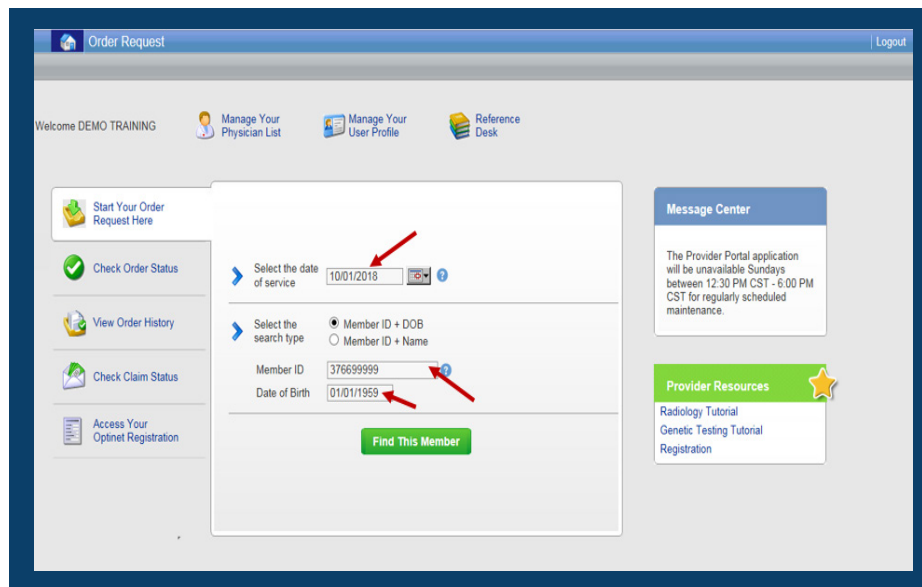 Order Request
Logout
Welcome DEMO TRAINING
Manage Your
Physician List
Manage Your
User Profile
Reference
Desk
Start Your Order
Request Here
Check Order Status
View Order History
Check Claim Status
Access Your
Optinet Registration
Select the date
of service
10/01/2018
?
Select the
search type
Member ID + DOB
Member ID + Name
Member ID
376699999
?
Date of Birth
01/01/1959
Find This Member
Message Center
The Provider Portal application
will be unavailable Sundays
between 12:30 PM CST - 6:00 PM
CST for regularly scheduled
maintenance.
Provider Resources
Radiology Tutorial
Genetic Testing Tutorial
Registration